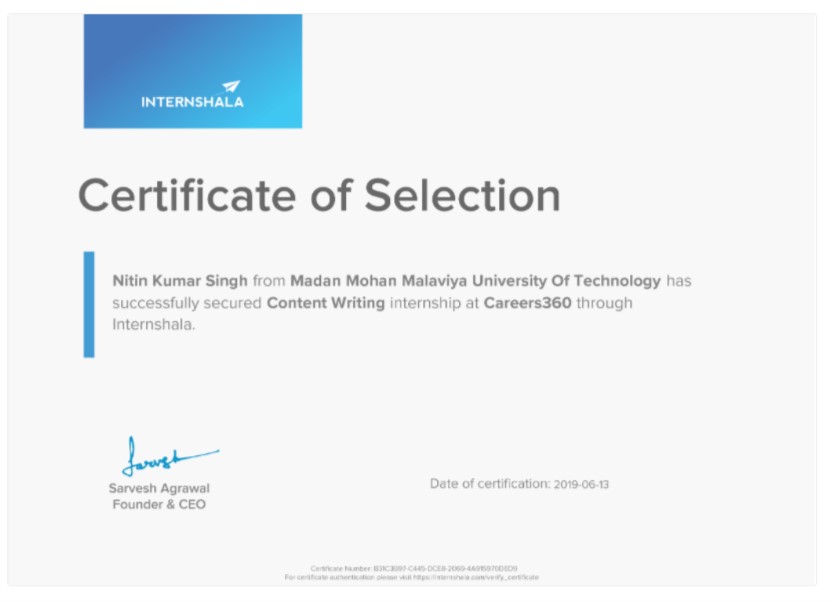 INTERNSHALA
Certificate of Selection
Nitin Kumar Singh from Madan Mohan Malaviya University Of Technology has
successfully secured Content Writing internship at Careers360 through
Internshala.
Sarvesh
Sarvesh Agrawal
Founder & CEO
Date of certification: 2019-06-13
Certificate Number:
For certificate authentication please visit https://internshala.com/verify_certificate